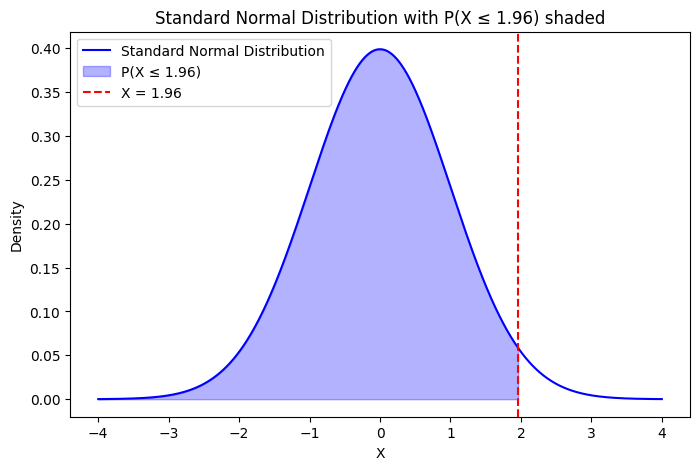 Standard Normal Distribution with P(X ≤ 1.96) shaded
Standard Normal Distribution
P(X ≤ 1.96)
X = 1.96
Density
0.40
0.35
0.30
0.25
0.20
0.15
0.10
0.05
0.00
−4 −3 −2 −1 0 1 2 3 4
X